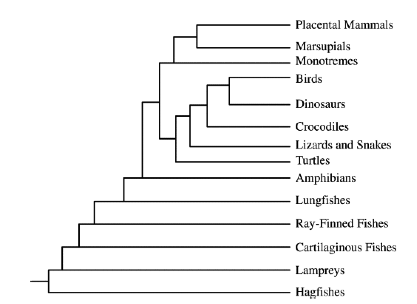 Placental Mammals
Marsupials
Monotremes
Birds
Dinosaurs
Crocodiles
Lizards and Snakes
Turtles
Amphibians
Lungfishes
Ray-Finned Fishes
Cartilaginous Fishes
Lampreys
Hagfishes